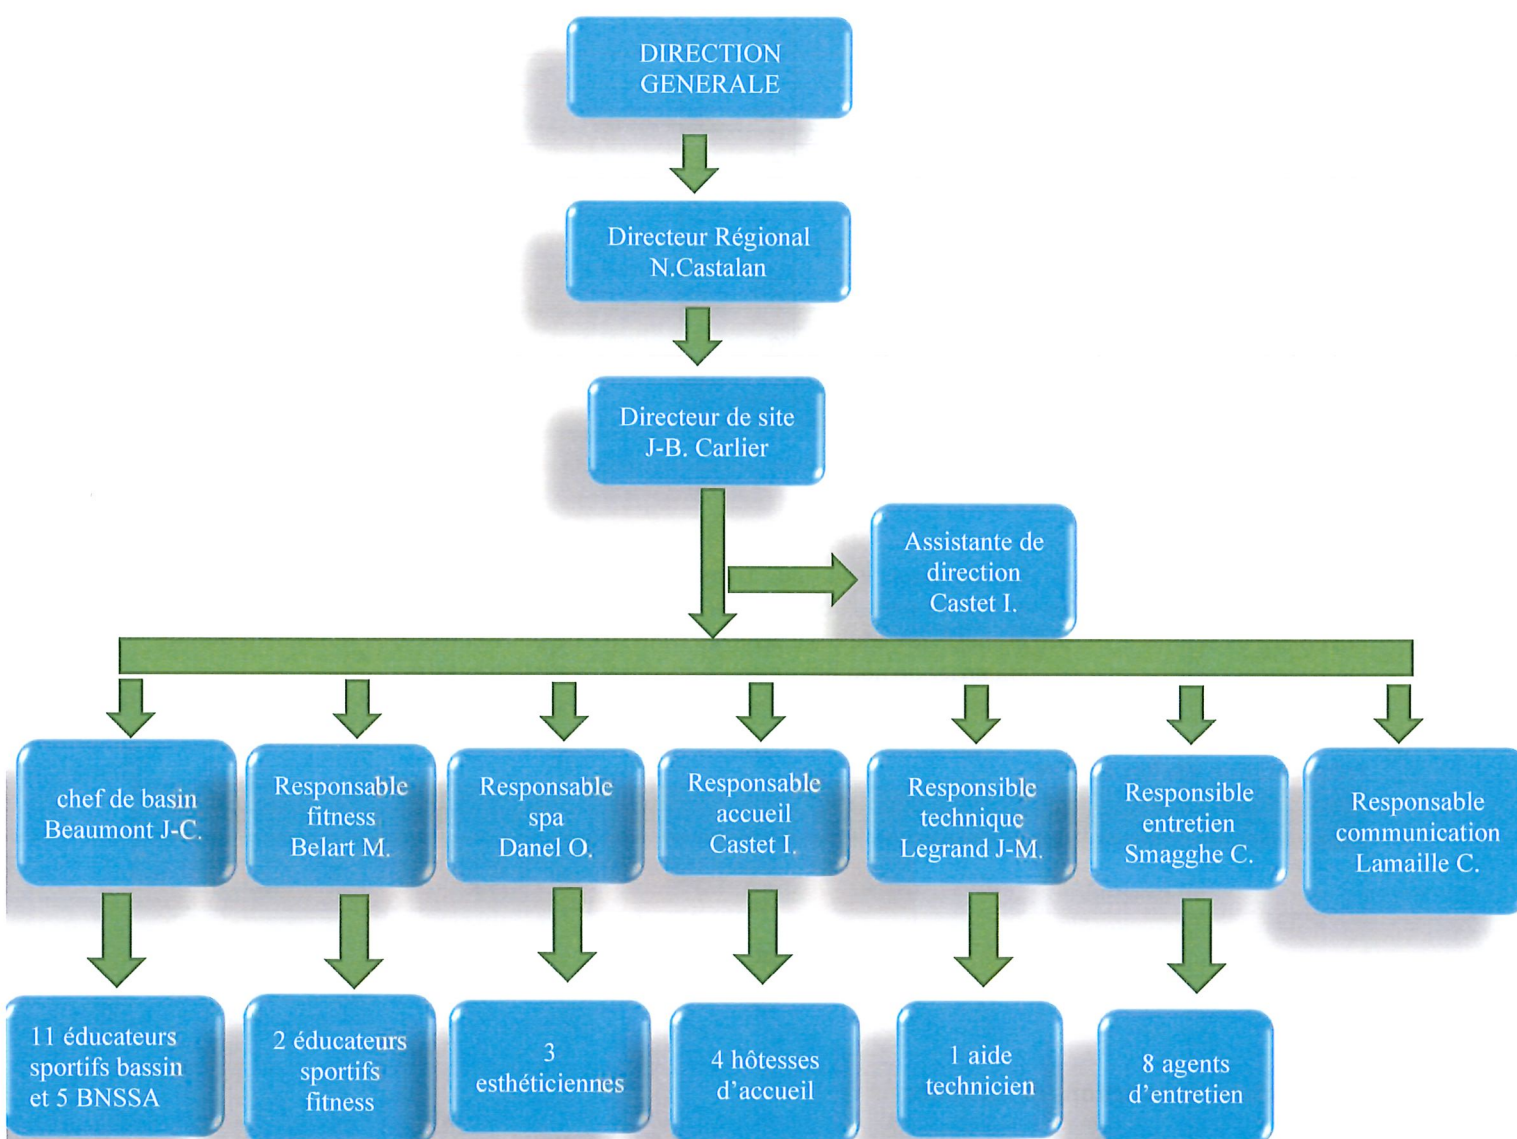 DIRECTION
GENERALE
Directeur Régional
N.Castalan
Directeur de site
J-B. Carlier
Assistante de
direction
Castet I.
chef de basin
Beaumont J-C.
Responsable
fitness
Belart M.
Responsable
spa
Danel O.
Responsable
accueil
Castet I.
Responsible
technique
Legrand J-M.
Responsible
entretien
Smagghe C.
Responsable
communication
Lamaille C.
11 éducateurs
sportifs bassin
et 5 BNSSA
2 éducateurs
sportifs
fitness
3
esthéticiennes
4 hôtesses
d'accueil
1 aide
technicien
8 agents
d'entretien